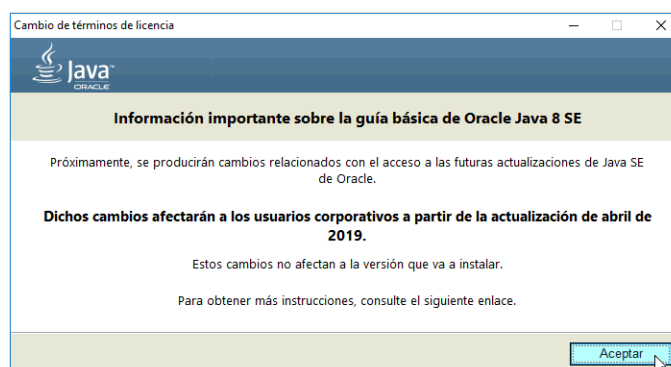 Cambio de términos de licencia
Java™
ORACLE
Información importante sobre la guía básica de Oracle Java 8 SE
Próximamente, se producirán cambios relacionados con el acceso a las futuras actualizaciones de Java SE
de Oracle.
Dichos cambios afectarán a los usuarios corporativos a partir de la actualización de abril de
2019.
Estos cambios no afectan a la versión que va a instalar.
Para obtener más instrucciones, consulte el siguiente enlace.
Aceptar